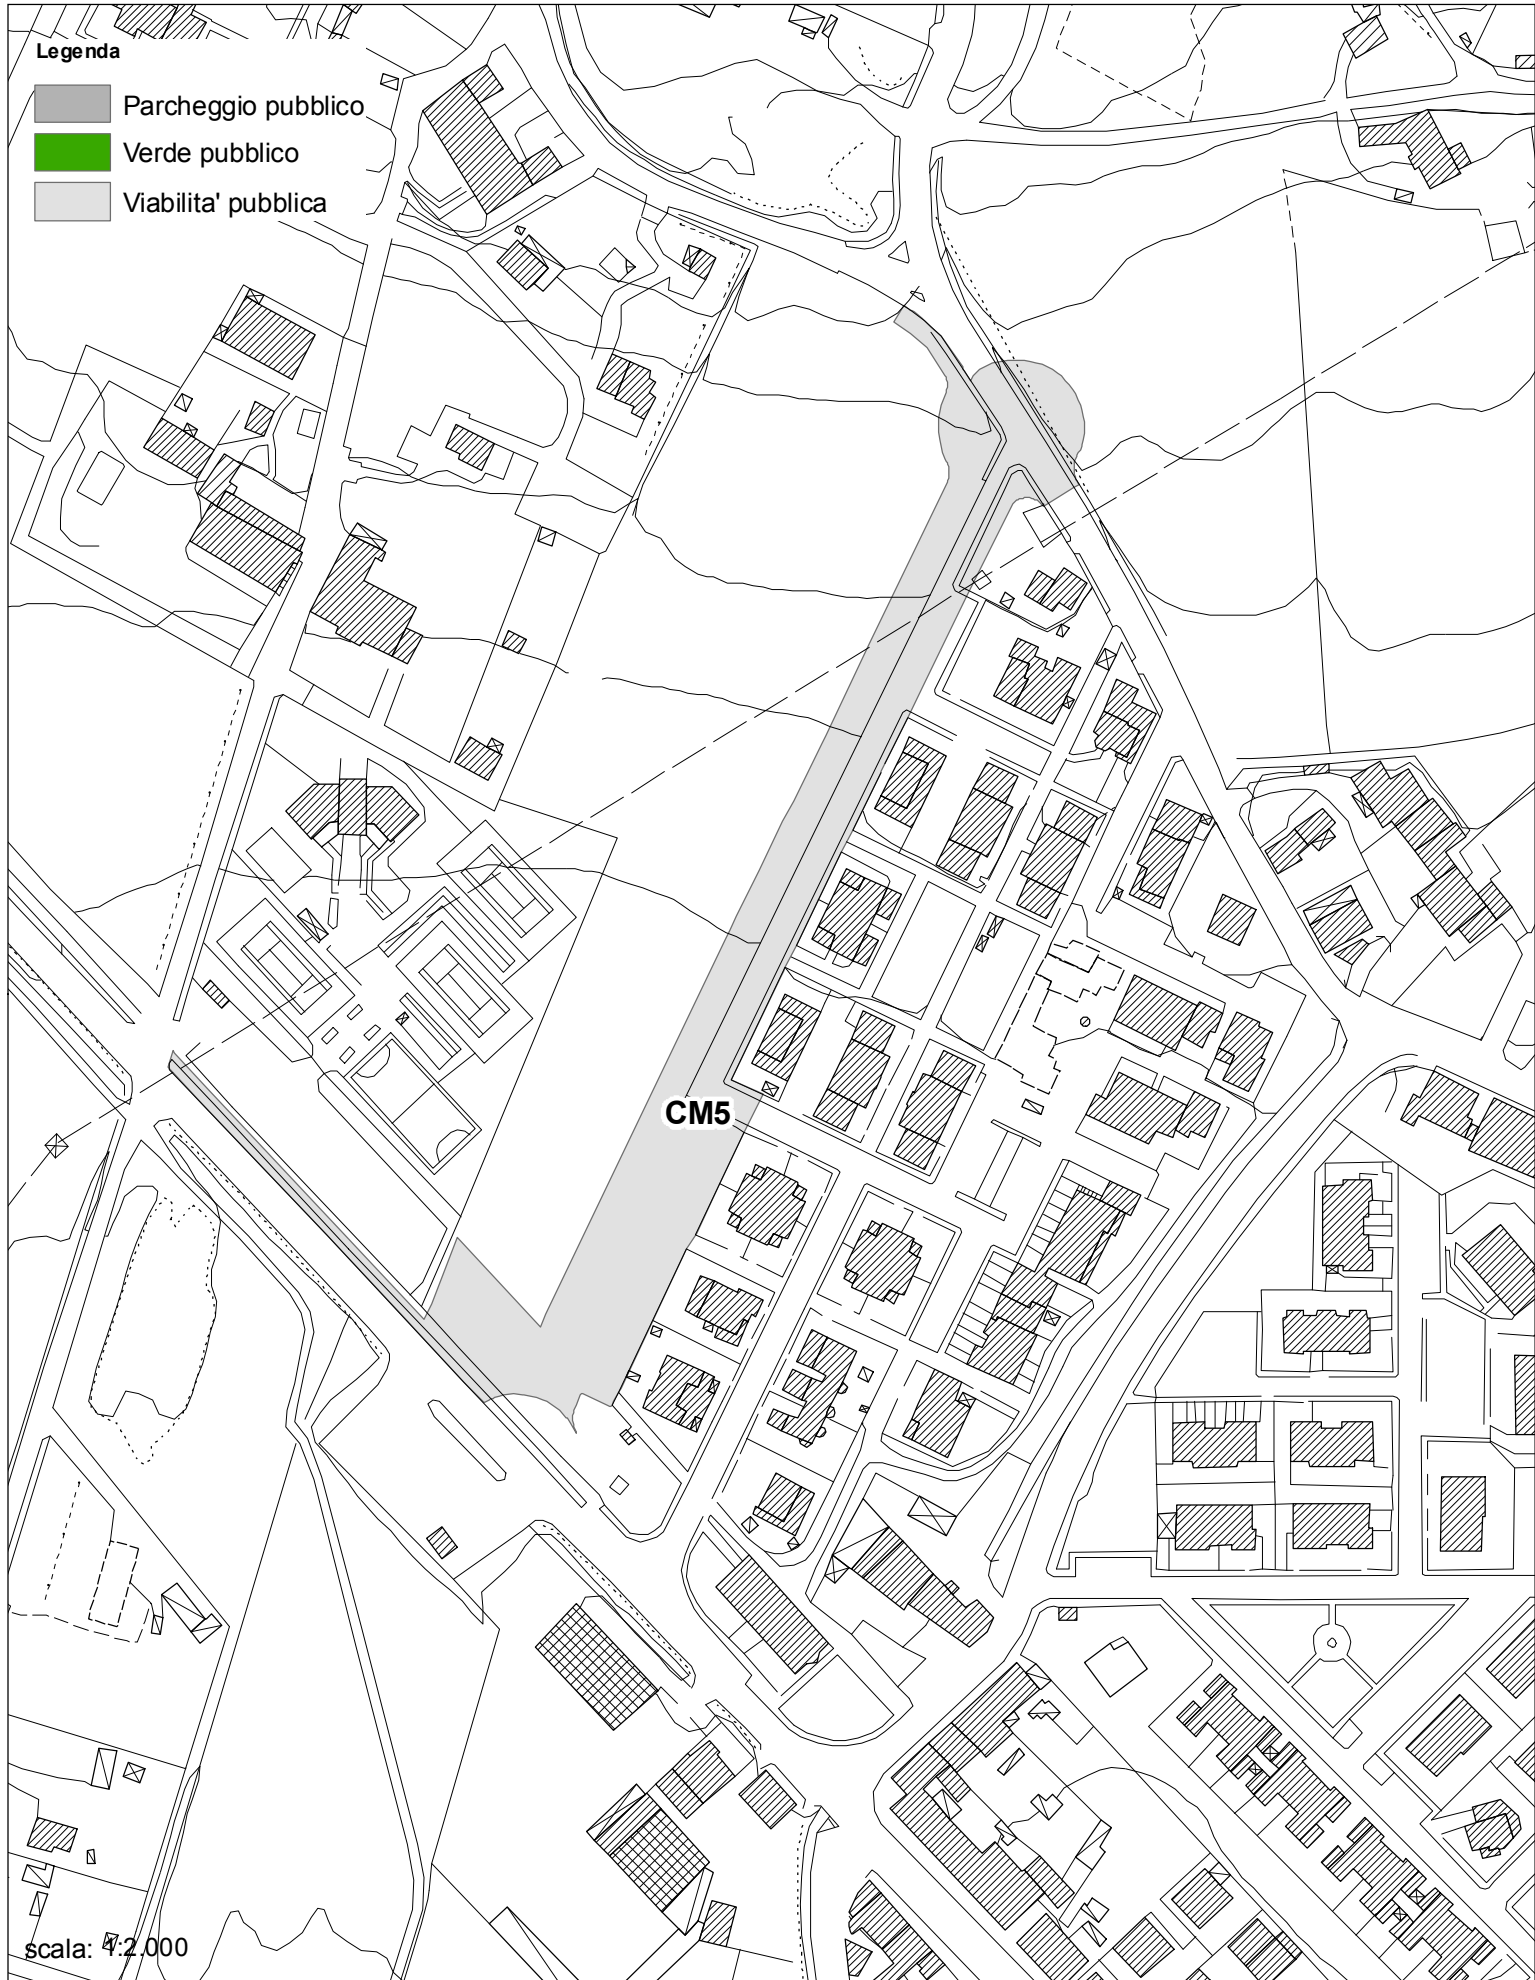 Legenda
Parcheggio pubblico
Verde pubblico
Viabilita' pubblica
CM5
scala: 1:2.000